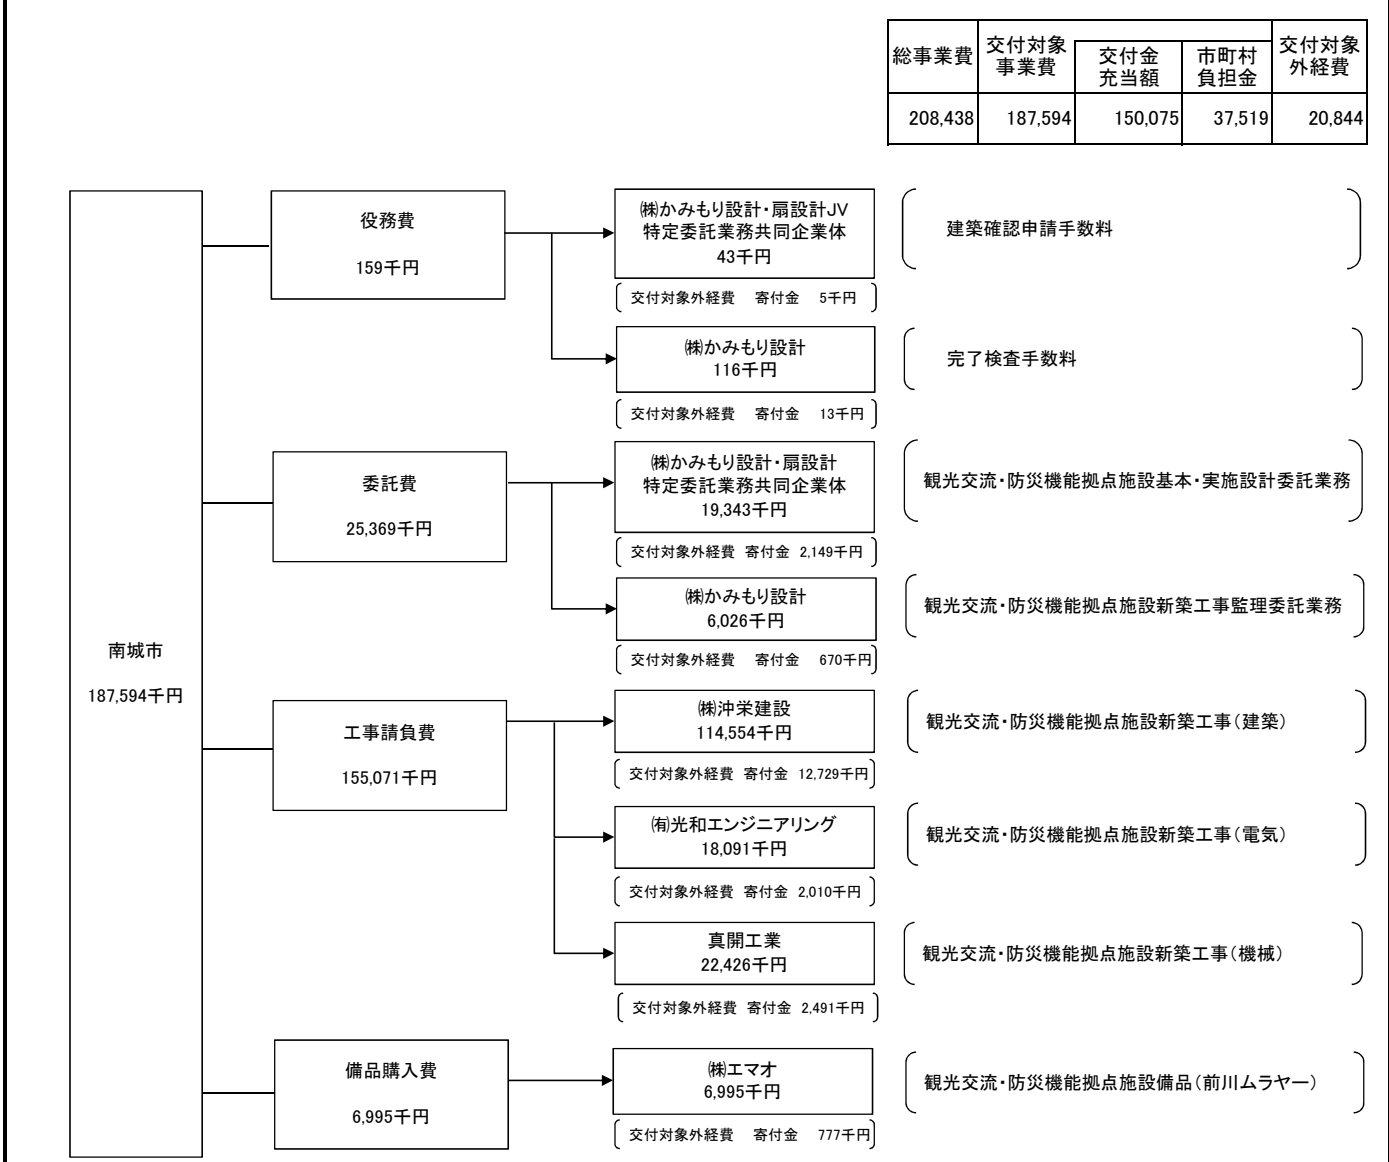 総事業費
交付対象
事業費
交付金
充当額
市町村
負担金
交付対象
外経費
208,438 187,594 150,075 37,519 20,844
南城市
187,594千円
役務費
159千円
㈱かみもり設計・扇設計JV
特定委託業務共同企業体
43千円
交付対象外経費 寄付金 5千円
建築確認申請手数料
㈱かみもり設計
116千円
交付対象外経費 寄付金 13千円
完了検査手数料
委託費
25,369千円
㈱かみもり設計・扇設計
特定委託業務共同企業体
19,343千円
交付対象外経費 寄付金 2,149千円
観光交流・防災機能拠点施設基本・実施設計委託業務
㈱かみもり設計
6,026千円
交付対象外経費 寄付金 670千円
観光交流・防災機能拠点施設新築工事監理委託業務
工事請負費
155,071千円
㈱沖栄建設
114,554千円
交付対象外経費 寄付金 12,729千円
観光交流・防災機能拠点施設新築工事(建築)
㈲光和エンジニアリング
18,091千円
交付対象外経費 寄付金 2,010千円
観光交流・防災機能拠点施設新築工事(電気)
真開工業
22,426千円
交付対象外経費 寄付金 2,491千円
観光交流・防災機能拠点施設新築工事(機械)
備品購入費
6,995千円
㈱エマオ
6,995千円
交付対象外経費 寄付金 777千円
観光交流・防災機能拠点施設備品(前川ムラヤー)